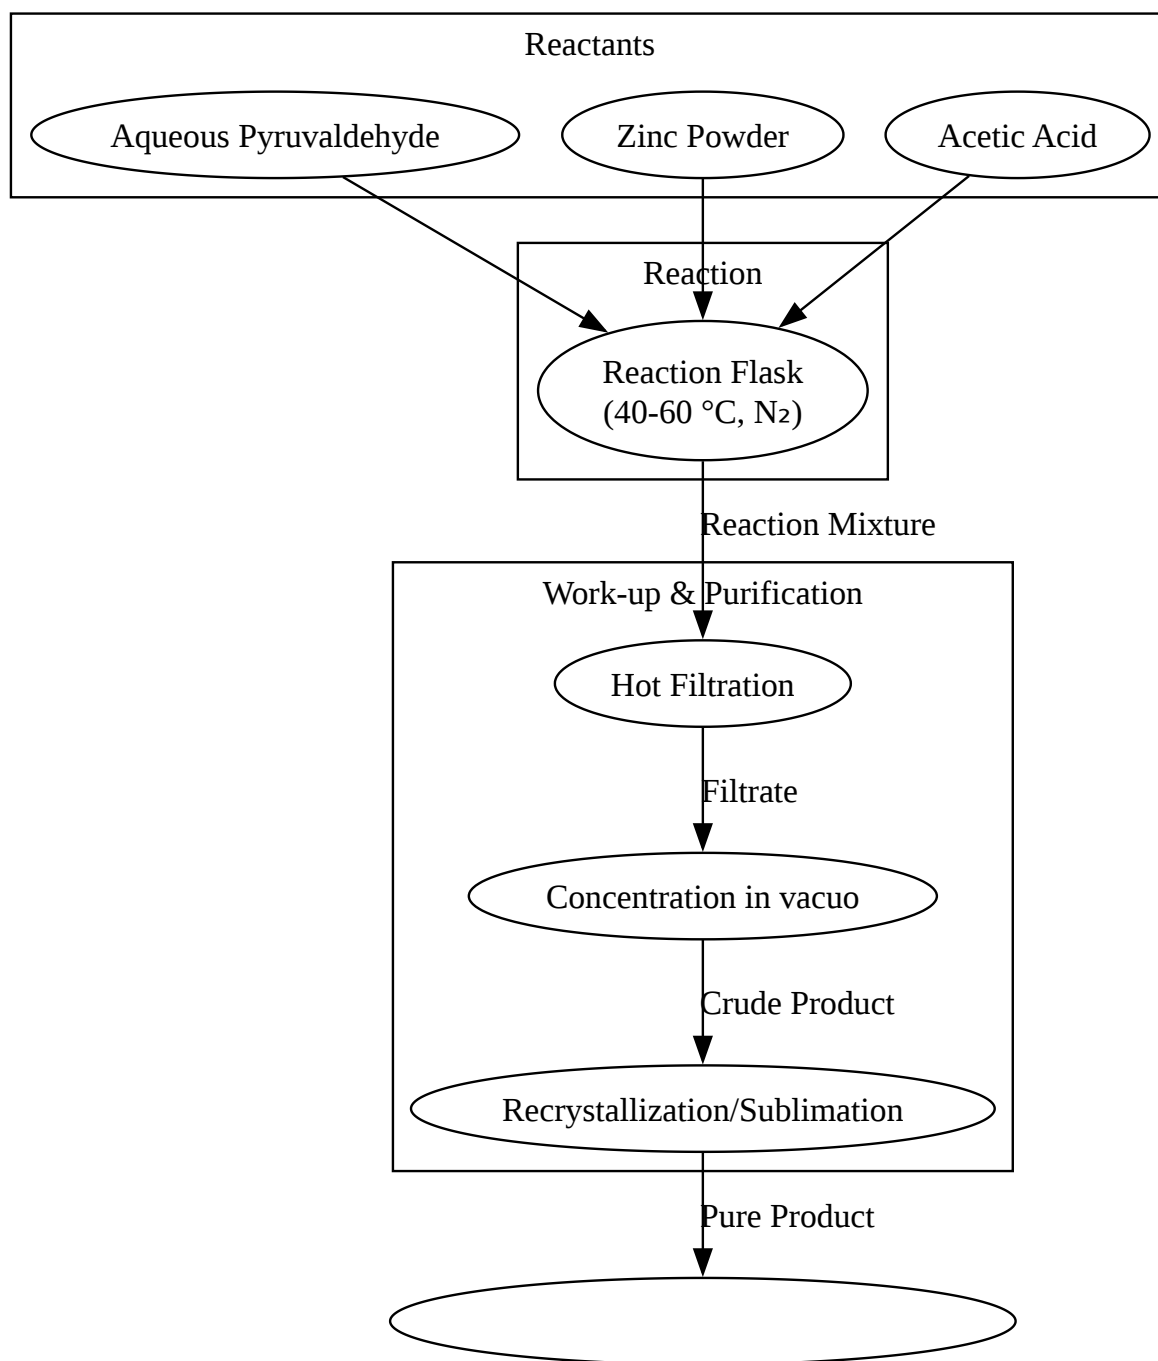 Reactants
Aqueous Pyruvaldehyde
Zinc Powder
Acetic Acid
Reaction
Reaction Flask
(40-60 °C, N₂)
Reaction Mixture
Work-up & Purification
Hot Filtration
Filtrate
Concentration in vacuo
Crude Product
Recrystallization/Sublimation
Pure Product